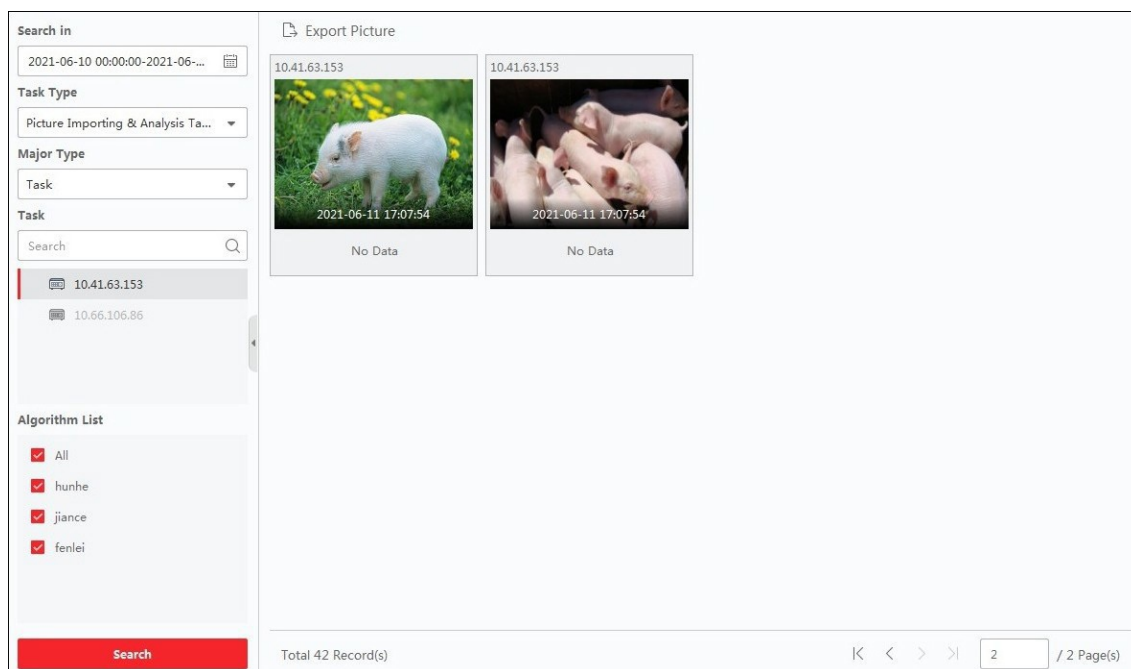 Search in
2021-06-10 00:00:00-2021-06-...
Task Type
Picture Importing & Analysis Ta...
Major Type
Task
Task
Search
10.41.63.153
10.66.106.86
Algorithm List
All
hunhe
jiance
fenlei
Search
Export Picture
10.41.63.153
2021-06-11 17:07:54
No Data
10.41.63.153
2021-06-11 17:07:54
No Data
Total 42 Record(s)
2 / 2 Page(s)